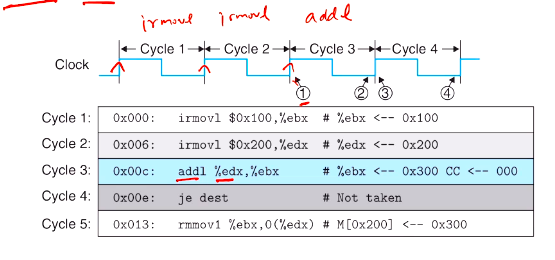 irmovl irmovl addl
Cycle 1 Cycle 2 Cycle 3 Cycle 4
Clock
① ② ③ ④
Cycle 1: 0x000: irmovl $0x100,%ebx # %ebx <-- 0x100
Cycle 2: 0x006: irmovl $0x200,%edx # %edx <-- 0x200
Cycle 3: 0x00c: addl %edx,%ebx # %ebx <-- 0x300 CC <-- 000
Cycle 4: 0x00e: je dest # Not taken
Cycle 5: 0x013: rmmovl %ebx,0(%edx) # M[0x200] <-- 0x300